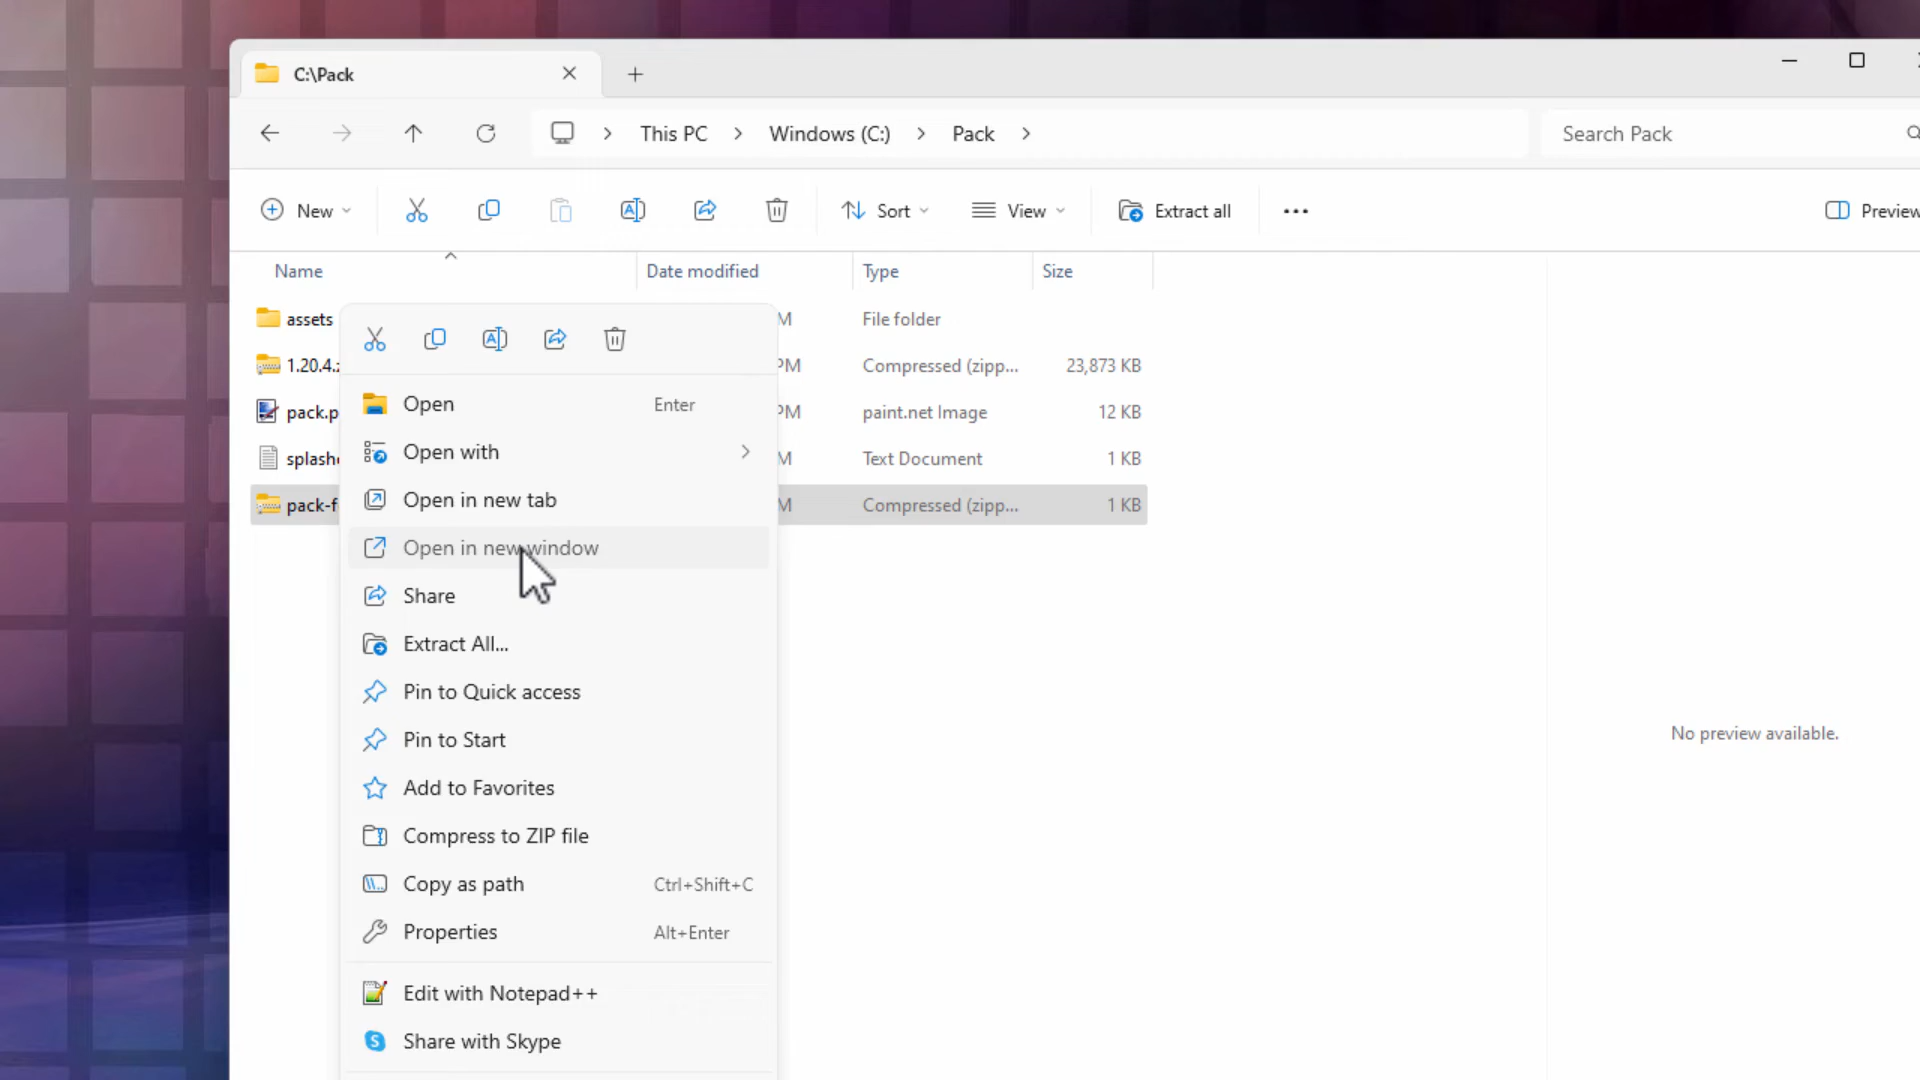 C:\Pack
This PC > Windows (C:) > Pack >
Search Pack
New
Sort
View
Extract all
Preview
Name
Date modified
Type
Size
assets
M
File folder
1.20.4.z
PM
Compressed (zipp...
23,873 KB
pack.p
PM
paint.net Image
12 KB
splash
M
Text Document
1 KB
pack-f
M
Compressed (zipp...
1 KB
Open
Enter
Open with
Open in new tab
Open in new window
Share
Extract All...
Pin to Quick access
Pin to Start
Add to Favorites
Compress to ZIP file
Copy as path
Ctrl+Shift+C
Properties
Alt+Enter
Edit with Notepad++
Share with Skype
No preview available.